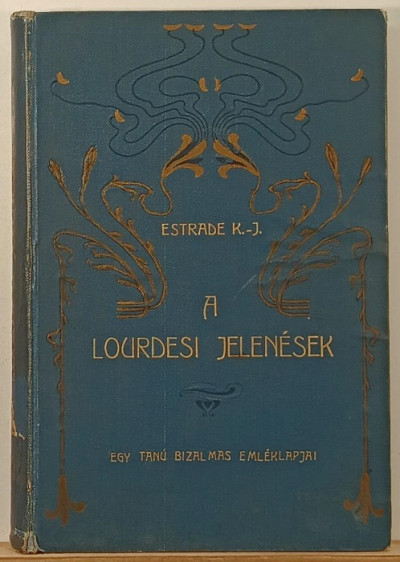 ESTRADE K.-J.
A
LOURDESI JELENÉSEK
EGY TANÚ BIZALMAS EMLÉKLAPJAI